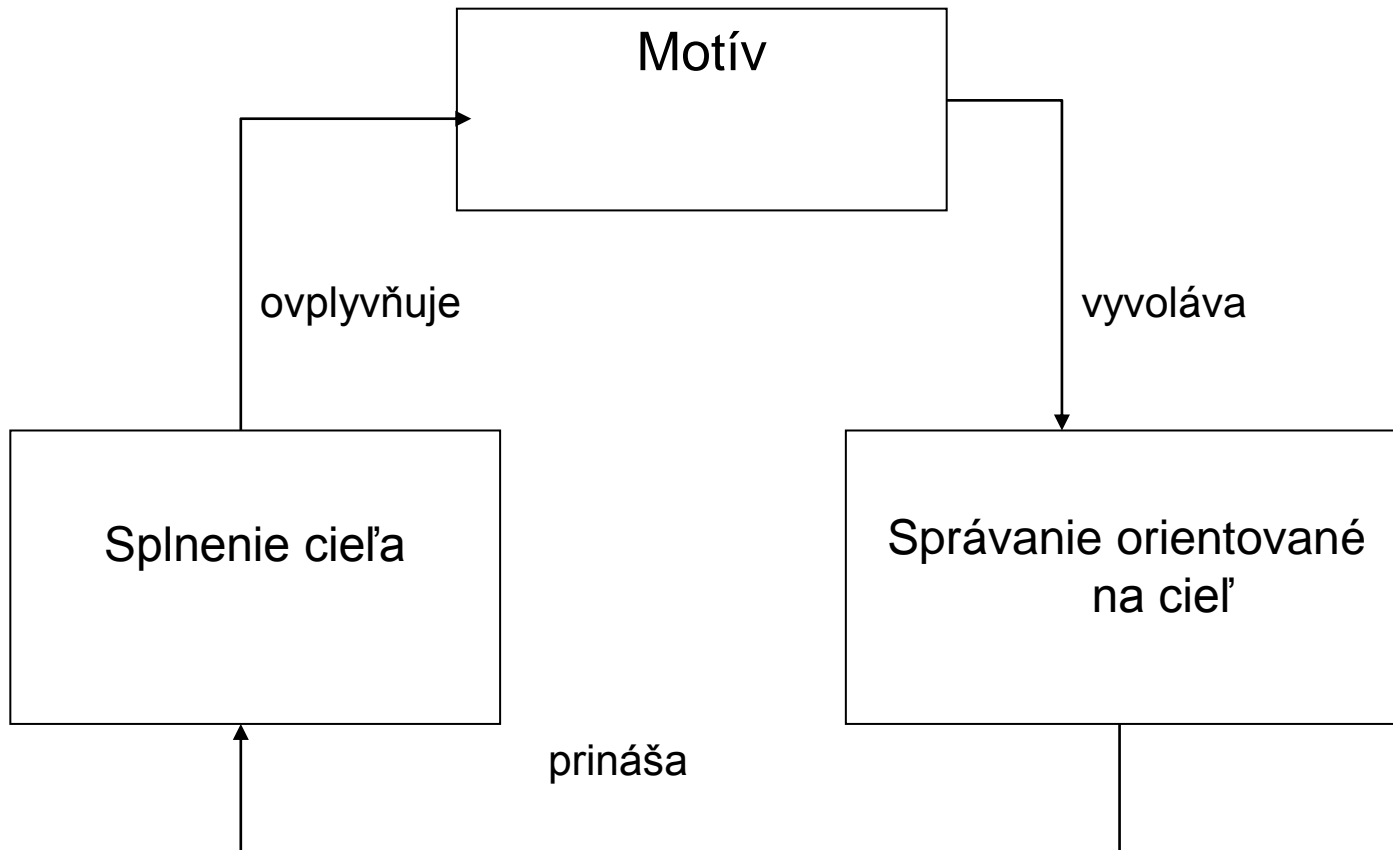 Motív
ovplyvňuje
vyvoláva
Splnenie cieľa
Správanie orientované
na cieľ
prináša